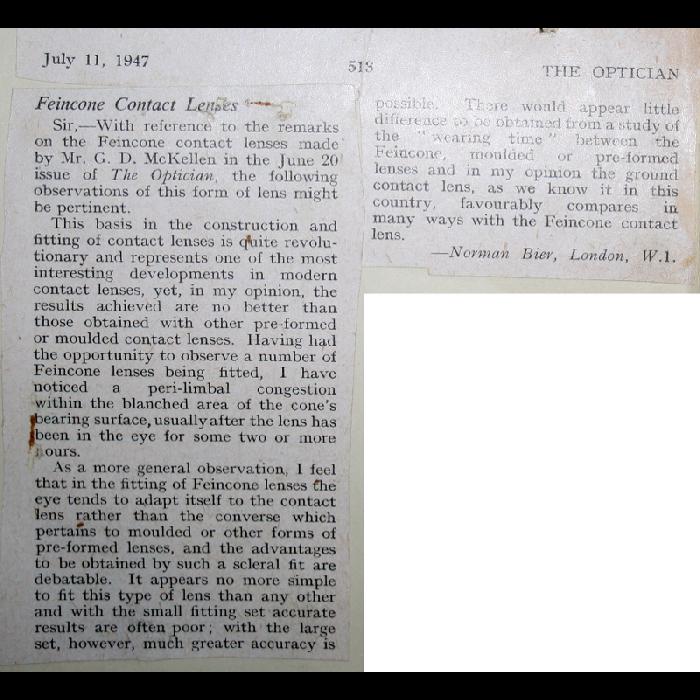 July 11, 1947
513
THE OPTICIAN
Feincone Contact Lenses
Sir,—With reference to the remarks
on the Feincone contact lenses made
by Mr. G. D. McKellen in the June 20
issue of The Optician, the following
observations of this form of lens might
be pertinent.
This basis in the construction and
fitting of contact lenses is quite revolu-
tionary and represents one of the most
interesting developments in modern
contact lenses, yet, in my opinion, the
results achieved are no better than
those obtained with other pre-formed
or moulded contact lenses. Having had
the opportunity to observe a number of
Feincone lenses being fitted, I have
noticed a peri-limbal congestion
within the blanched area of the cone's
bearing surface, usually after the lens has
been in the eye for some two or more
hours.
As a more general observation, I feel
that in the fitting of Feincone lenses the
eye tends to adapt itself to the contact
lens rather than the converse which
pertains to moulded or other forms of
pre-formed lenses, and the advantages
to be obtained by such a scleral fit are
debatable. It appears no more simple
to fit this type of lens than any other
and with the small fitting set accurate
results are often poor; with the large
set, however, much greater accuracy is
possible. There would appear little
difference to be obtained from a study of
the "wearing time" between the
Feincone, moulded or pre-formed
lenses and in my opinion the ground
contact lens, as we know it in this
country, favourably compares in
many ways with the Feincone contact
lens.
—Norman Bier, London, W.1.